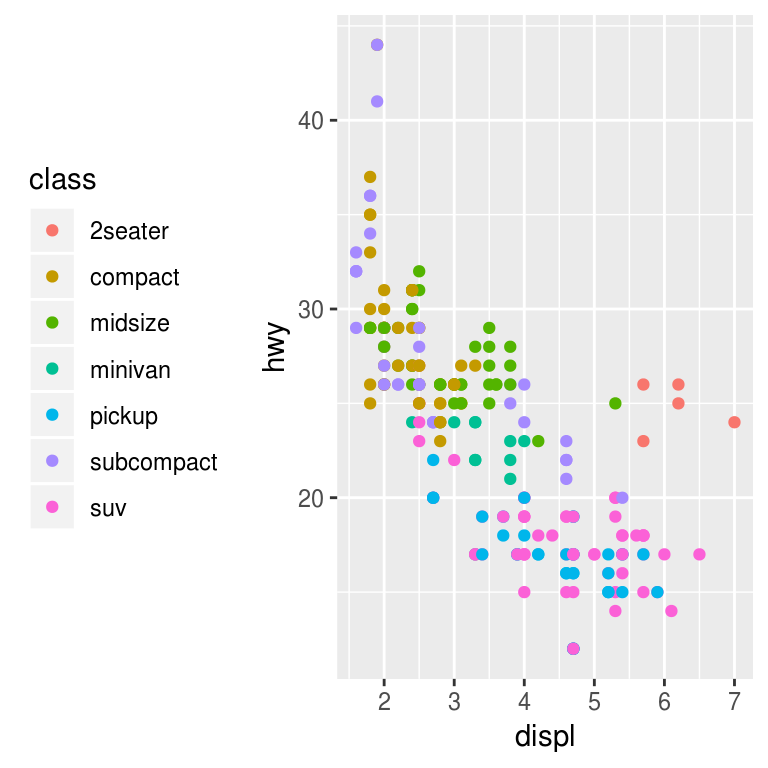 class
2seater
compact
midsize
minivan
pickup
subcompact
suv
hwy
40
30
20
2 3 4 5 6 7
displ